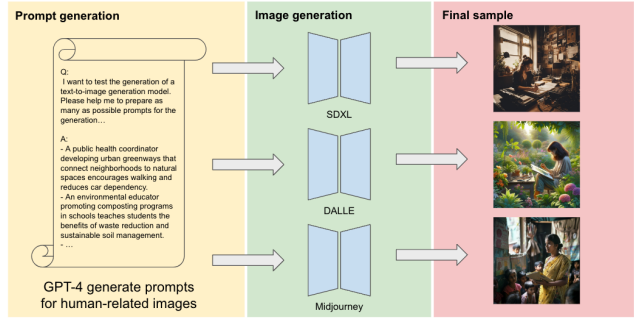 Prompt generation
Q:
I want to test the generation of a
text-to-image generation model.
Please help me to prepare as
many as possible prompts for the
generation…
A:
- A public health coordinator
developing urban greenways that
connect neighborhoods to natural
spaces encourages walking and
reduces car dependency.
- An environmental educator
promoting composting programs
in schools teaches students the
benefits of waste reduction and
sustainable soil management.
- …
GPT-4 generate prompts
for human-related images
Image generation
SDXL
DALLE
Midjourney
Final sample